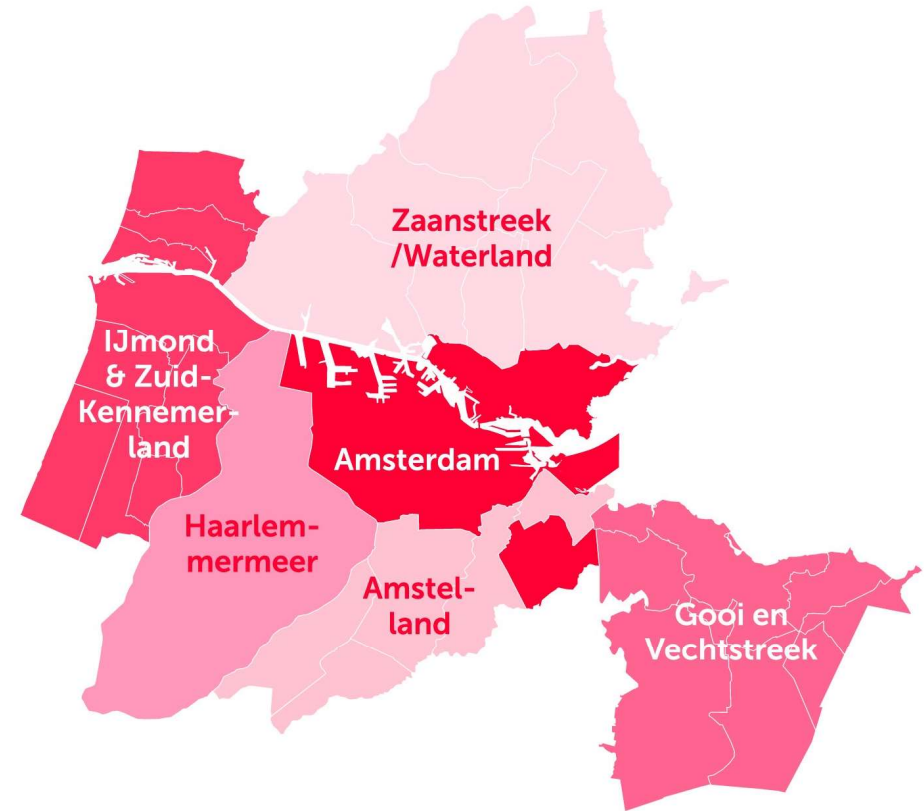 Zaanstreek
/Waterland
IJmond
& Zuid-
Kennemer-
land
Amsterdam
Haarlem-
mermeer
Amstel-
land
Gooi en
Vechtstreek